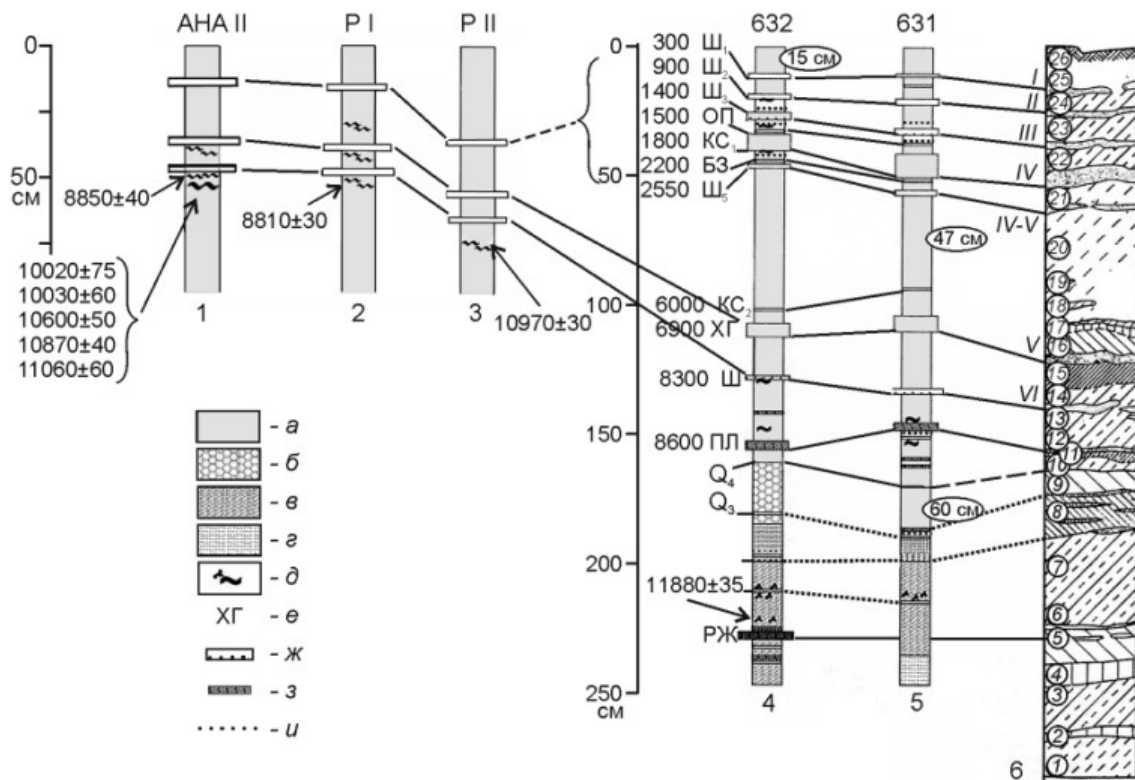 АНА II
Р I
Р II
0
50
см
8850±40
8810±30
10970±30
10020±75
10030±60
10600±50
10870±40
11060±60
1
2
3
632
631
0
50
100
150
200
250
см
300 Ш₁
900 Ш₂
1400 Ш₃
1500 ОП
1800 КС₁
2200 БЗ
2550 Ш₅
6000 КС₂
6900 ХГ
8300 Ш
8600 ПЛ
Q₄
Q₃
11880±35
РЖ
15 см
47 см
60 см
4
5
I
II
III
IV
IV-V
V
VI
26
25
24
23
22
21
20
19
18
17
16
15
14
13
12
11
10
9
8
7
6
5
4
3
2
1
6
- а
- б
- в
- г
- д
ХГ - е
- ж
- з
- и